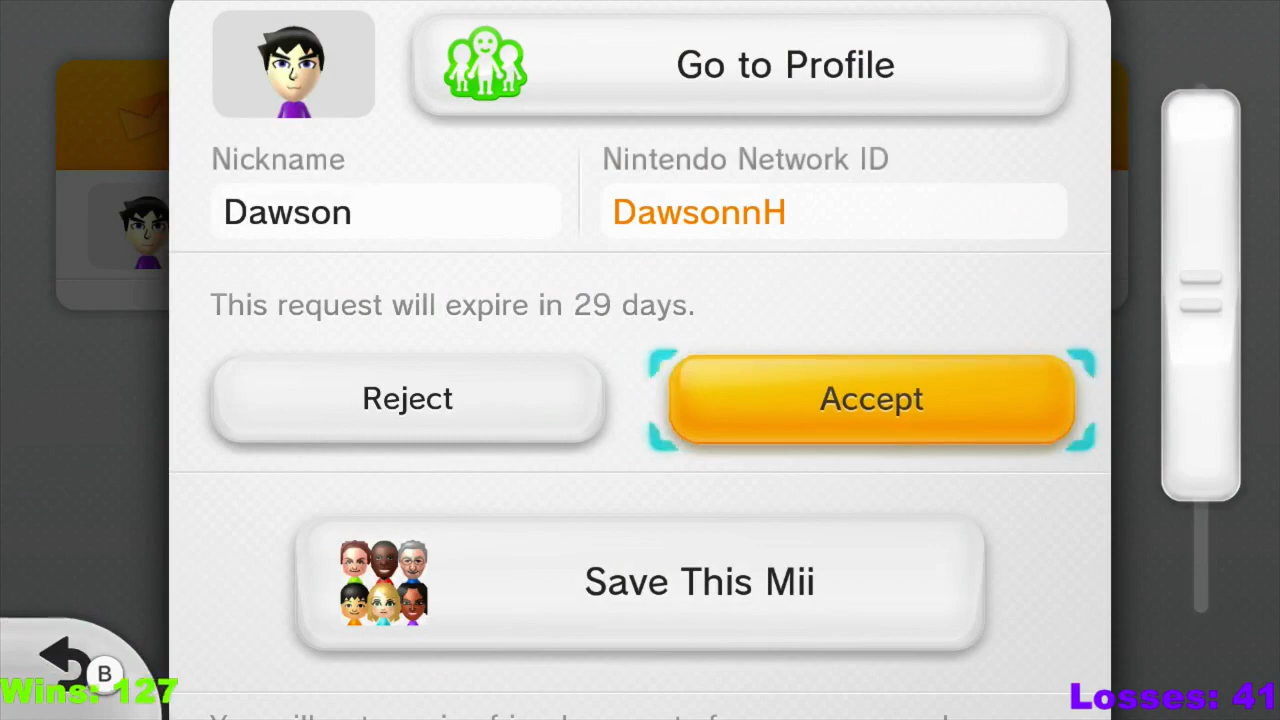 Go to Profile
Nickname
Nintendo Network ID
Dawson
DawsonnH
This request will expire in 29 days.
Reject
Accept
Save This Mii
B
Wins: 127
Losses: 41